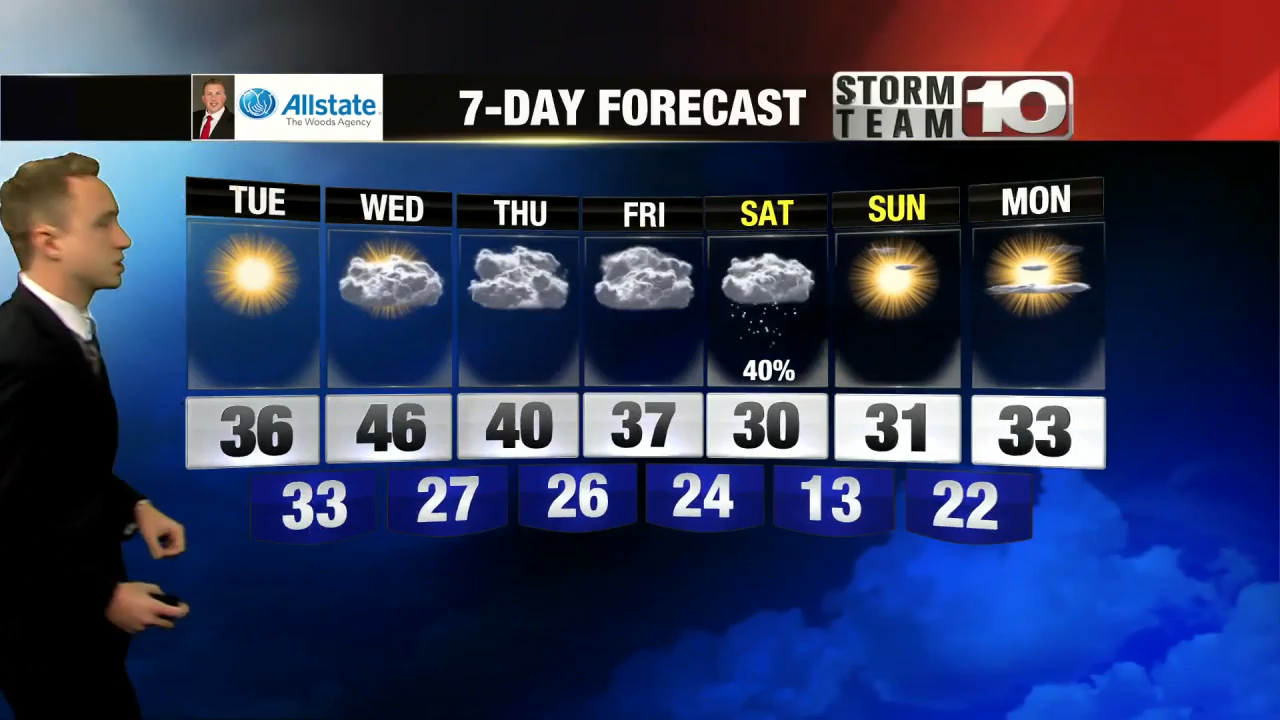 Allstate
The Woods Agency
7-DAY FORECAST
STORM
TEAM
10
TUE WED THU FRI SAT SUN MON
40%
36 46 40 37 30 31 33
33 27 26 24 13 22